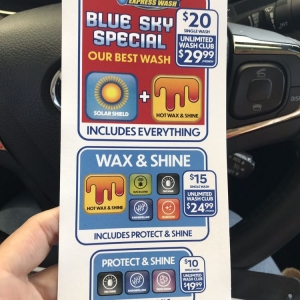 EXPRESS WASH
BLUE SKY
SPECIAL
OUR BEST WASH
$20
SINGLE WASH
UNLIMITED
WASH CLUB
$29.99
SOLAR SHIELD
+
HOT WAX & SHINE
INCLUDES EVERYTHING
WAX & SHINE
HOT WAX & SHINE
$15
SINGLE WASH
UNLIMITED
WASH CLUB
$24.99
INCLUDES PROTECT & SHINE
PROTECT & SHINE
$10
SINGLE WASH
UNLIMITED
WASH CLUB
$19.99